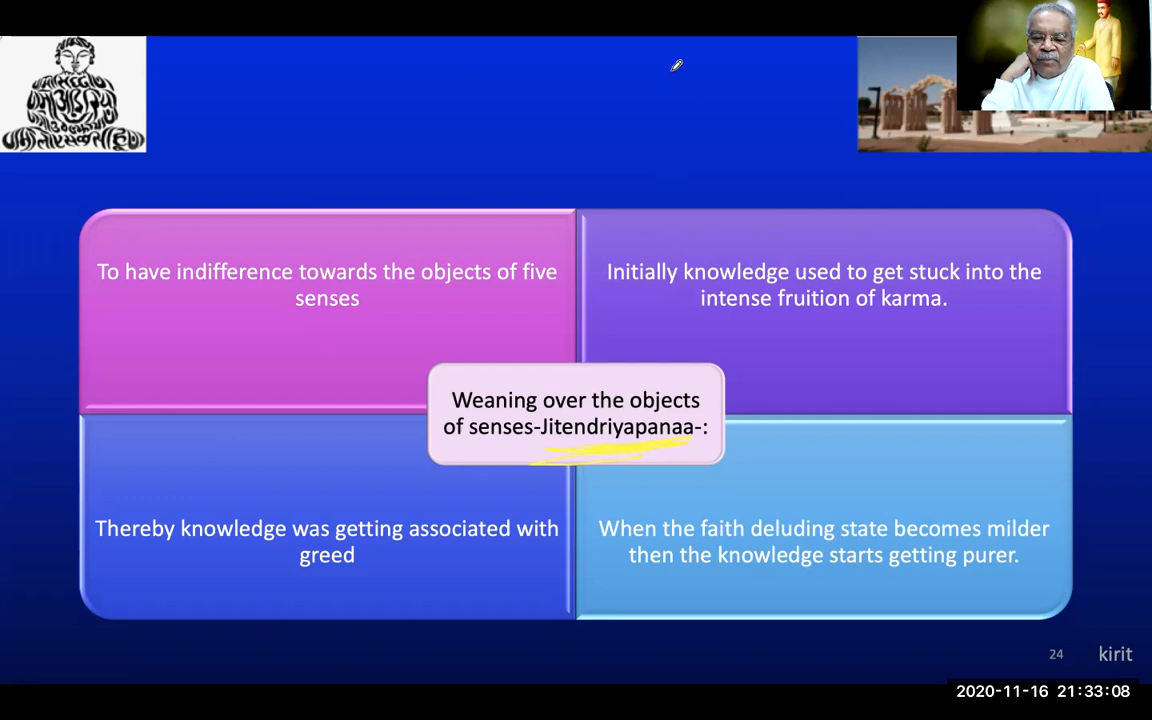 To have indifference towards the objects of five
senses
Initially knowledge used to get stuck into the
intense fruition of karma.
Weaning over the objects
of senses-Jitendriyapanaa-:
Thereby knowledge was getting associated with
greed
When the faith deluding state becomes milder
then the knowledge starts getting purer.
24
kirit
2020-11-16 21:33:08